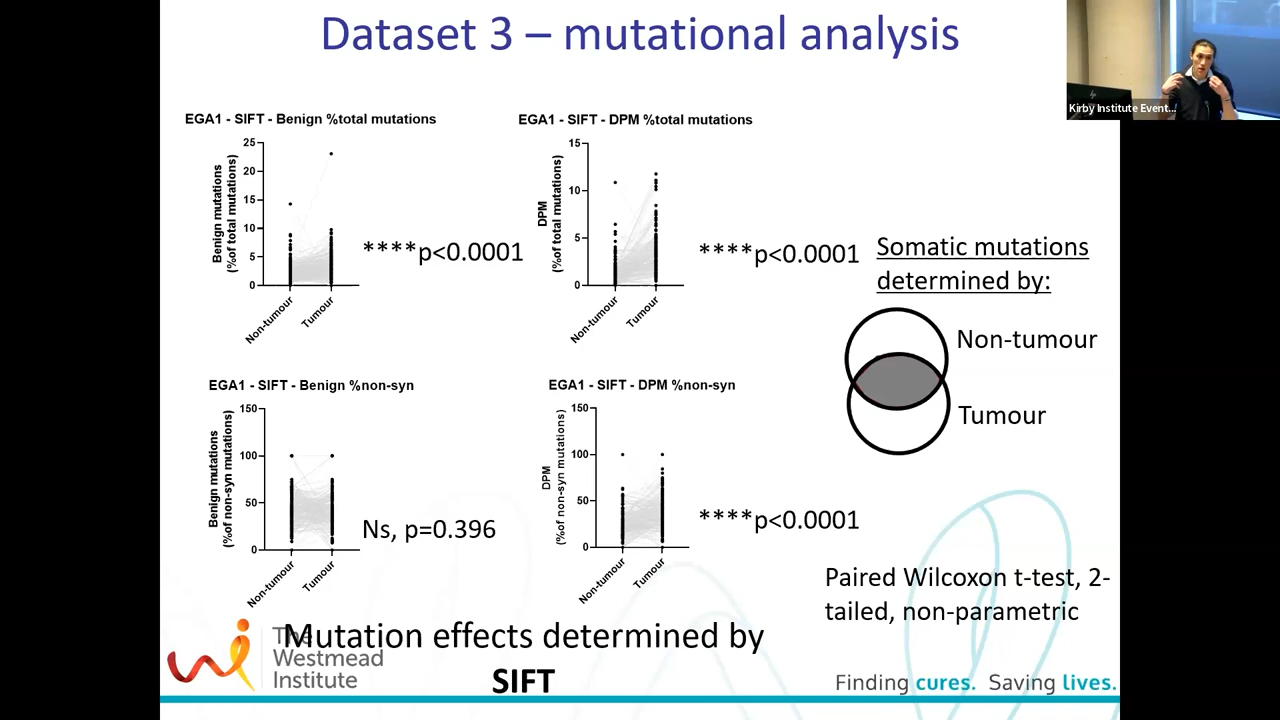 Dataset 3 – mutational analysis
Kirby Institute Event...
EGA1 - SIFT - Benign %total mutations
Benign mutations
(%of total mutations)
25
20
15
10
5
0
Non-tumour
Tumour
****p<0.0001
EGA1 - SIFT - DPM %total mutations
DPM
(%of total mutations)
15
10
5
0
Non-tumour
Tumour
****p<0.0001
Somatic mutations
determined by:
Non-tumour
Tumour
EGA1 - SIFT - Benign %non-syn
Benign mutations
(%of non-syn mutations)
150
100
50
0
Non-tumour
Tumour
Ns, p=0.396
EGA1 - SIFT - DPM %non-syn
DPM
(%of non-syn mutations)
150
100
50
0
Non-tumour
Tumour
****p<0.0001
Paired Wilcoxon t-test, 2-
tailed, non-parametric
Mutation effects determined by
SIFT
The
Westmead
Institute
Finding cures. Saving lives.